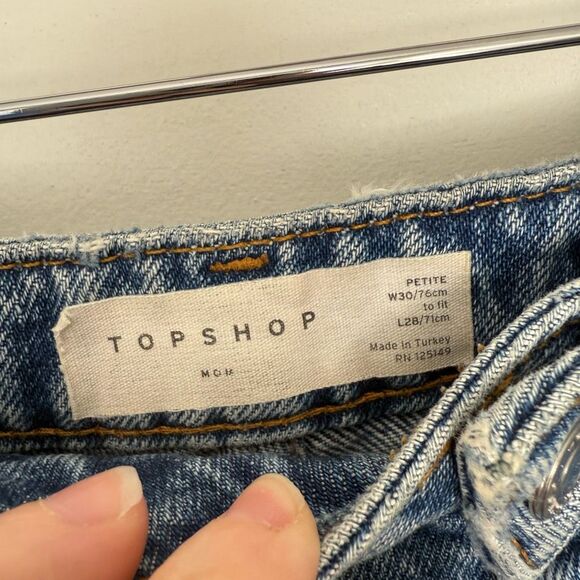 TOPSHOP
MOM
PETITE
W30/76cm
to fit
L28/71cm
Made in Turkey
RN 125149